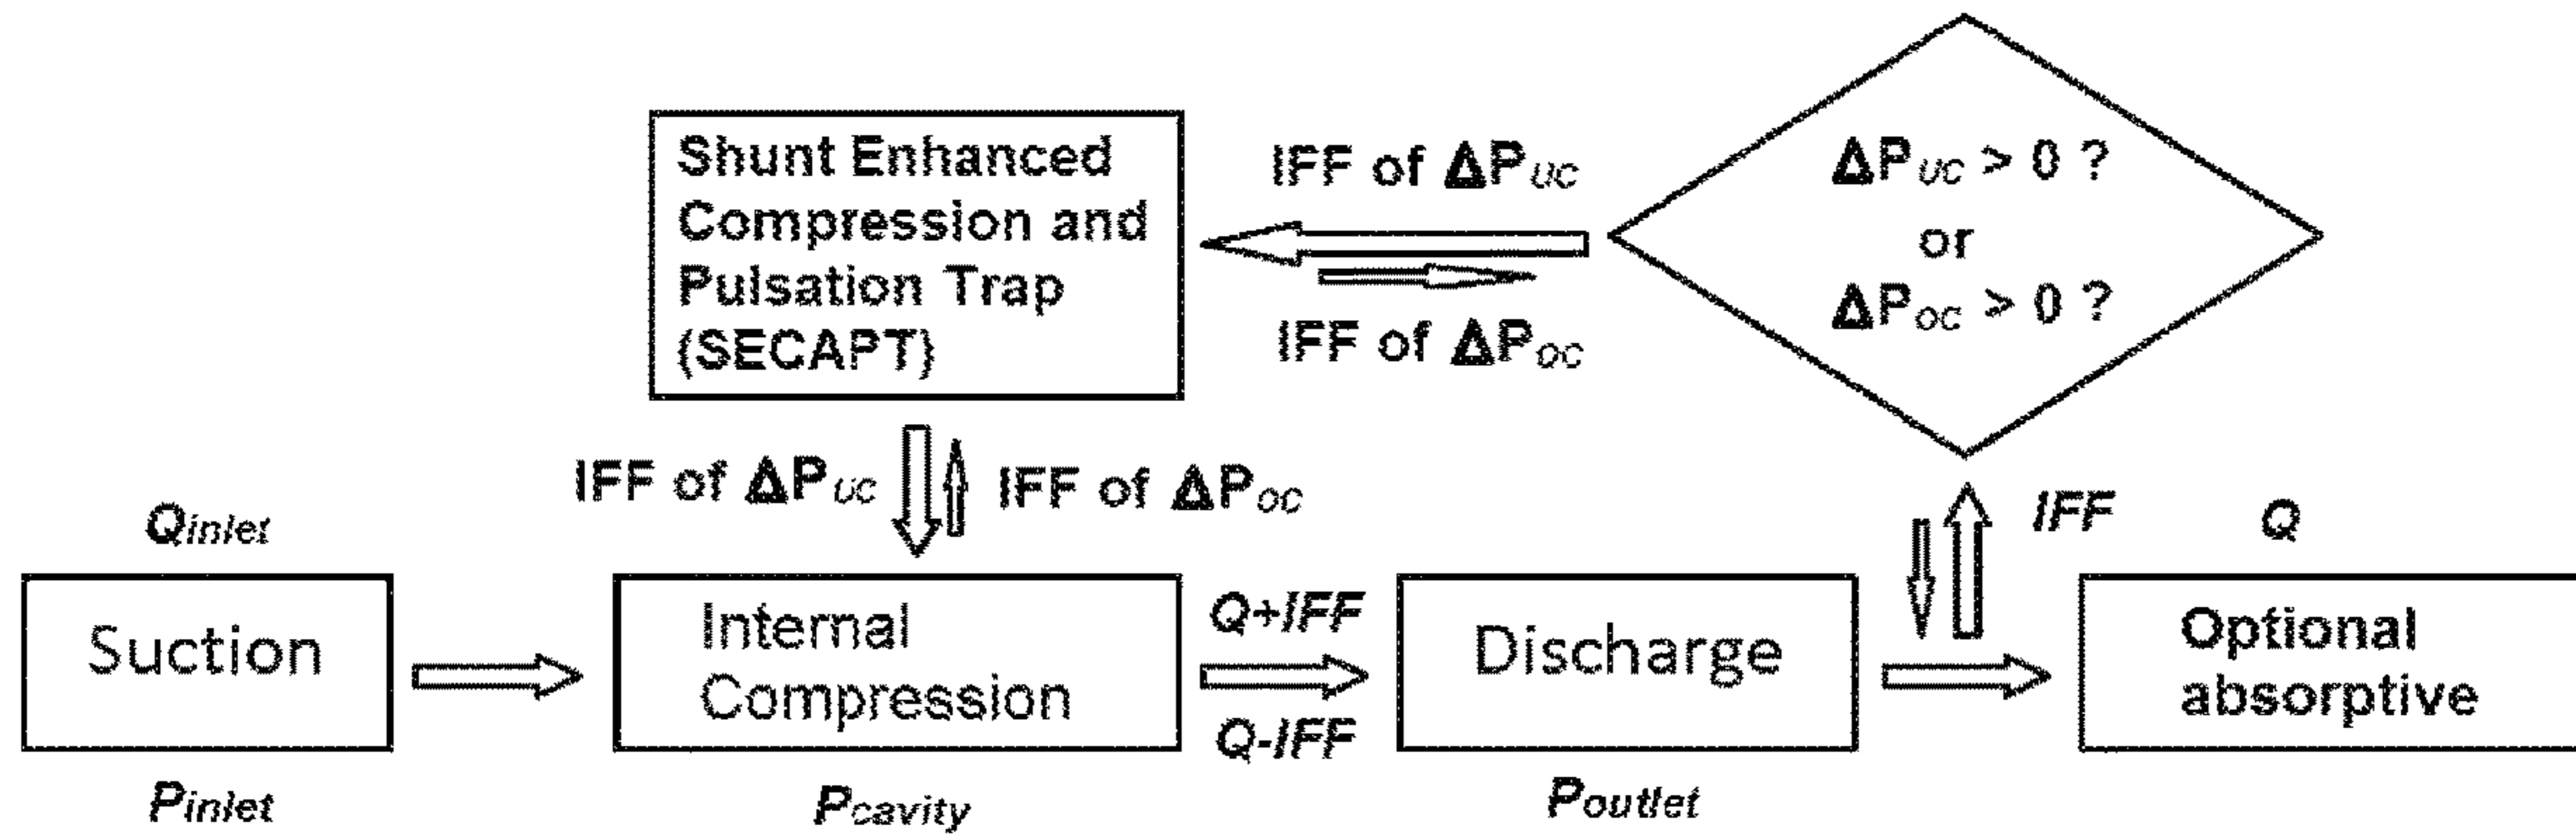 Shunt Enhanced
Compression and
Pulsation Trap
(SECAPT)
IFF of ΔPuc
IFF of ΔPoc
ΔPuc > 0 ?
or
ΔPoc > 0 ?
IFF of ΔPuc
IFF of ΔPoc
Qinlet
IFF
Q
Suction
Internal
Compression
Q+IFF
Q-IFF
Discharge
Optional
absorptive
Pinlet
Pcavity
Poutlet